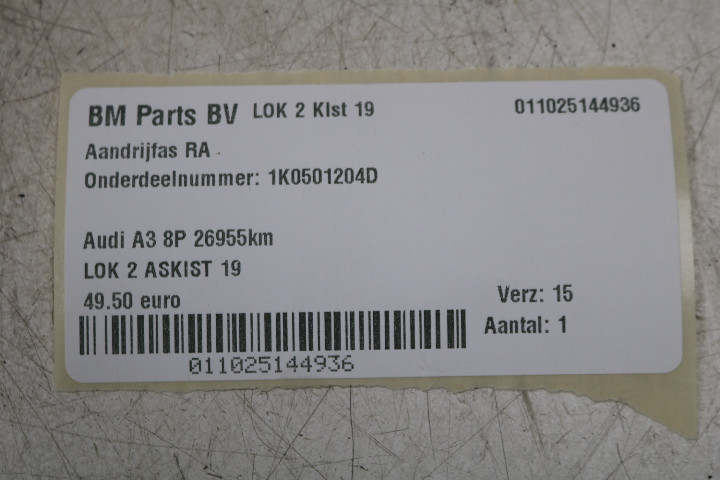 BM Parts BV LOK 2 Klst 19 011025144936
Aandrijfas RA
Onderdeelnummer: 1K0501204D
Audi A3 8P 26955km
LOK 2 ASKIST 19
49.50 euro Verz: 15
Aantal: 1
011025144936